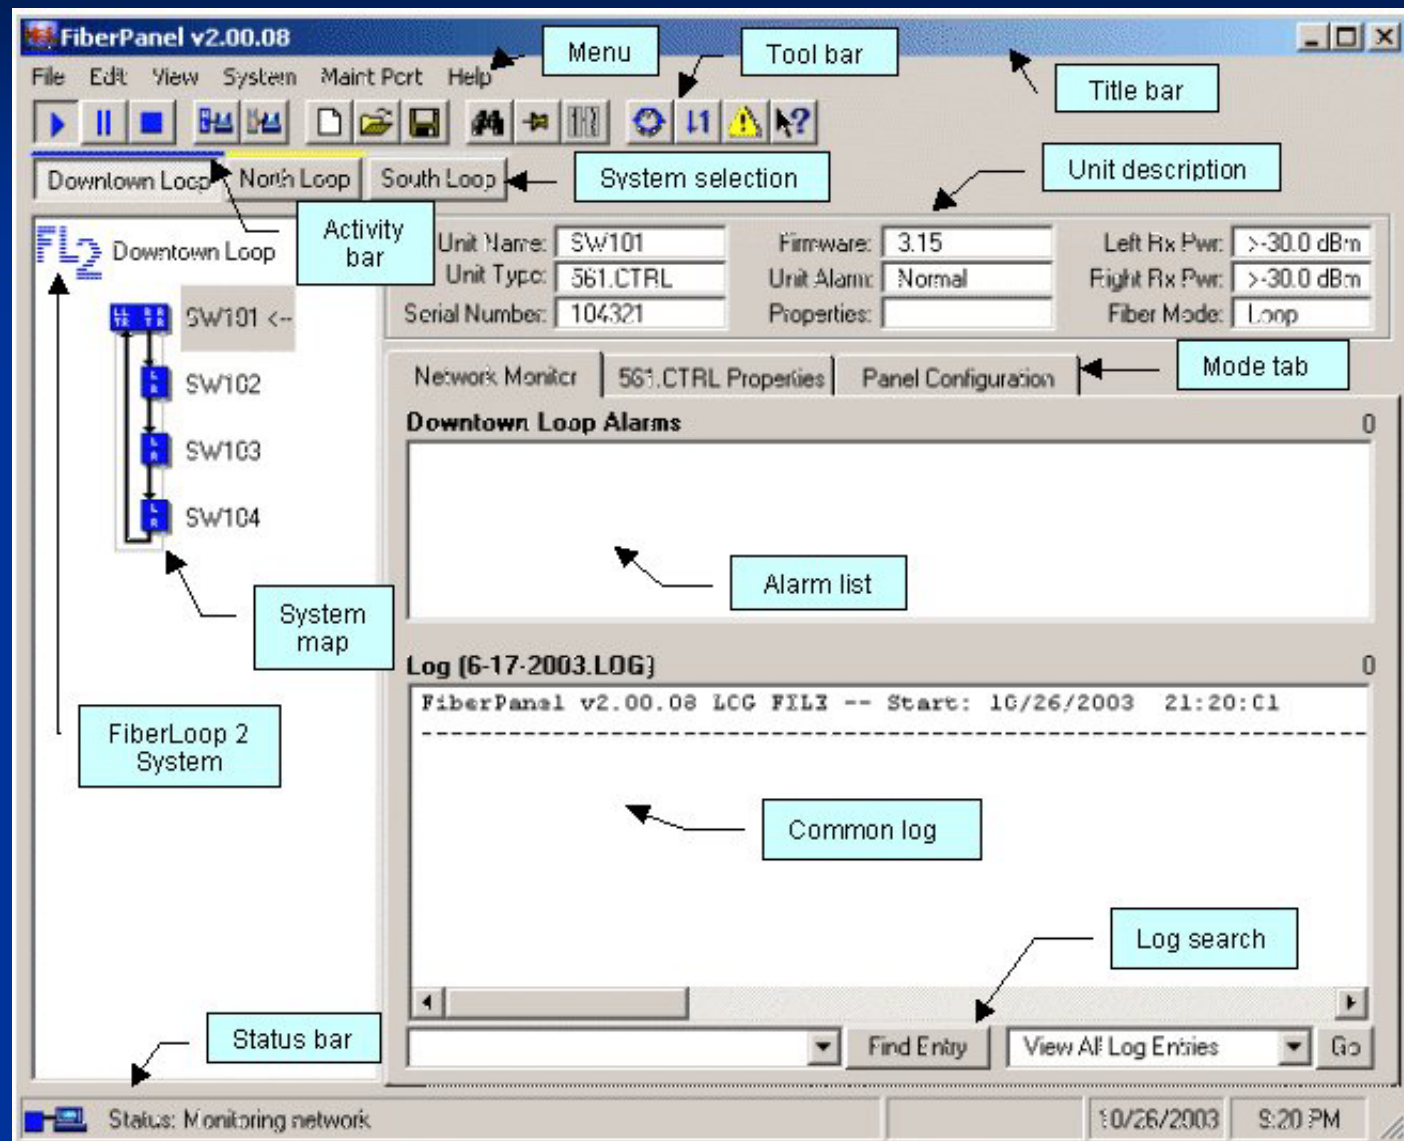 FiberPanel v2.00.08
Menu
Tool bar
Title bar
File Edit View System Maint Port Help
Downtown Loop North Loop South Loop
System selection
Unit description
Activity
bar
FL2 Downtown Loop
Unit Name: SW101 Firmware: 3.15 Left Rx Pwr: >-30.0 dBm
Unit Type: 561.CTRL Unit Alarm: Normal Right Rx Pwr: >-30.0 dBm
Serial Number: 104321 Properties: Fiber Mode: Loop
SW101 <--
SW102
SW103
SW104
Network Monitor 561.CTRL Properties Panel Configuration
Mode tab
Downtown Loop Alarms 0
Alarm list
System
map
Log (6-17-2003.LOG) 0
FiberPanel v2.00.08 LOG FILE -- Start: 10/26/2003 21:20:01
FiberLoop 2
System
Common log
Log search
Status bar
Find Entry View All Log Entries Go
Status: Monitoring network 10/26/2003 9:20 PM